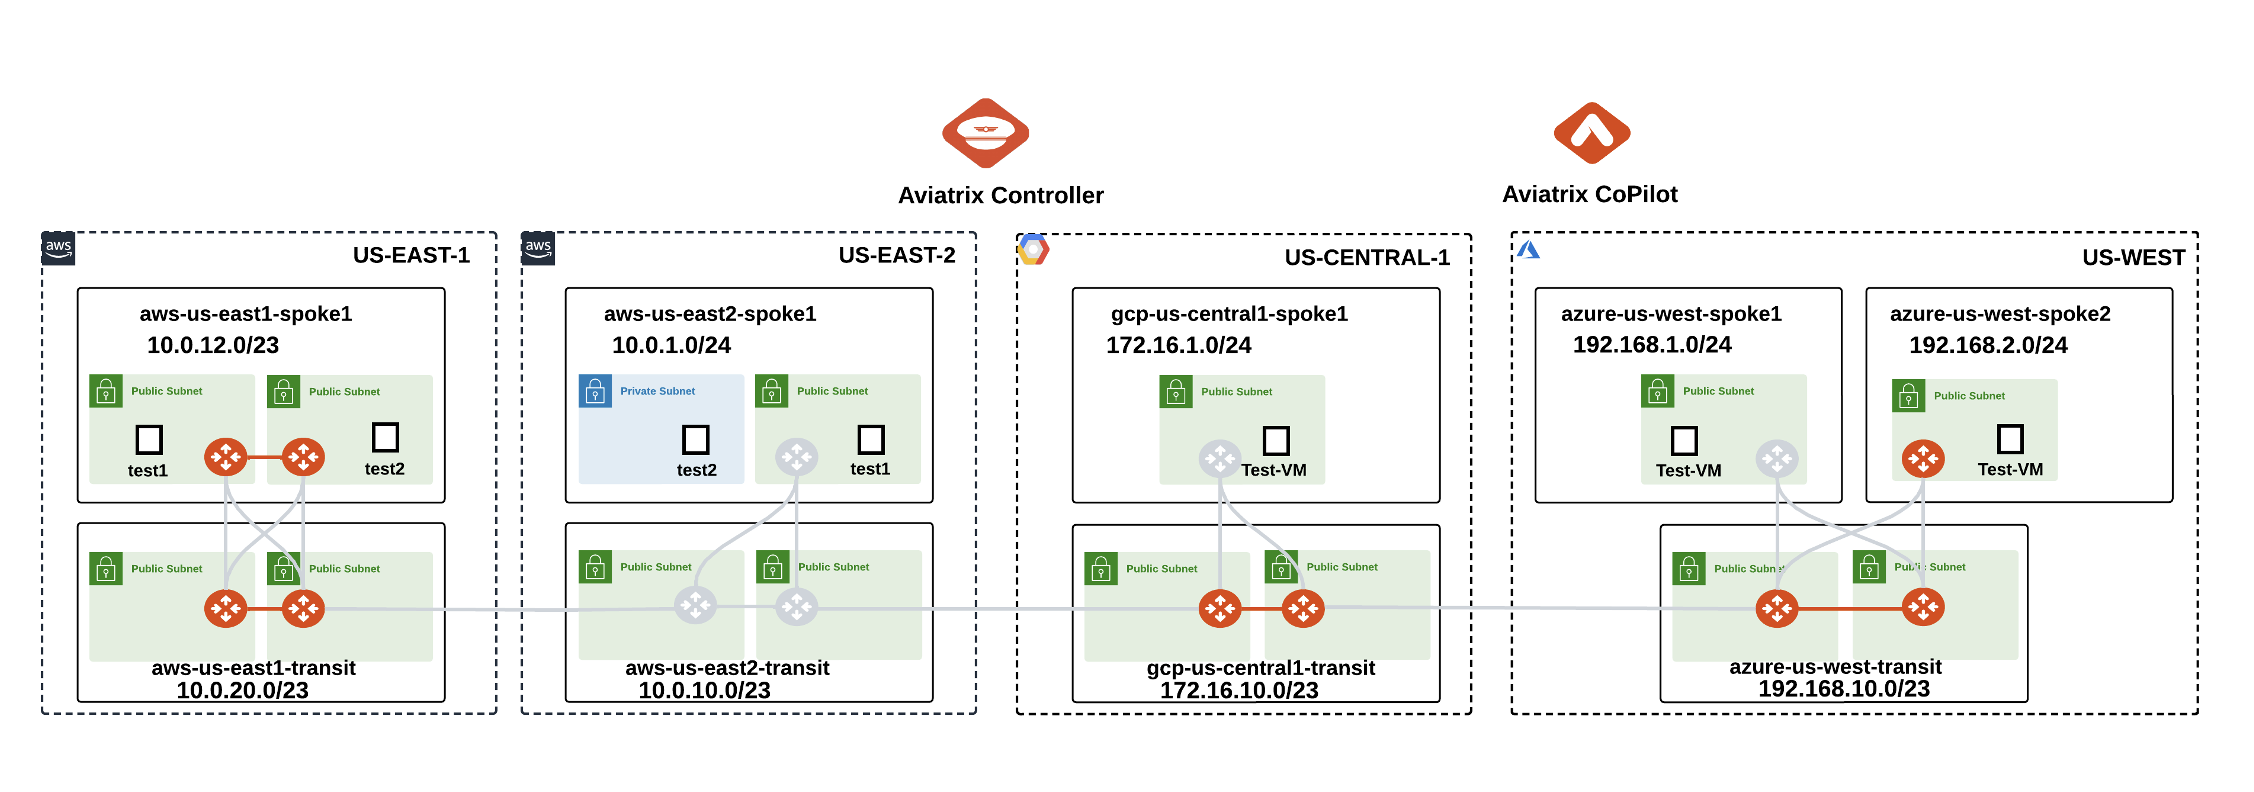 Aviatrix Controller
Aviatrix CoPilot
aws
US-EAST-1
aws-us-east1-spoke1
10.0.12.0/23
Public Subnet
Public Subnet
test1
test2
Public Subnet
Public Subnet
aws-us-east1-transit
10.0.20.0/23
aws
US-EAST-2
aws-us-east2-spoke1
10.0.1.0/24
Private Subnet
Public Subnet
test2
test1
Public Subnet
Public Subnet
aws-us-east2-transit
10.0.10.0/23
US-CENTRAL-1
gcp-us-central1-spoke1
172.16.1.0/24
Public Subnet
Test-VM
Public Subnet
Public Subnet
gcp-us-central1-transit
172.16.10.0/23
US-WEST
azure-us-west-spoke1
192.168.1.0/24
Public Subnet
Test-VM
azure-us-west-spoke2
192.168.2.0/24
Public Subnet
Test-VM
Public Subnet
Public Subnet
azure-us-west-transit
192.168.10.0/23